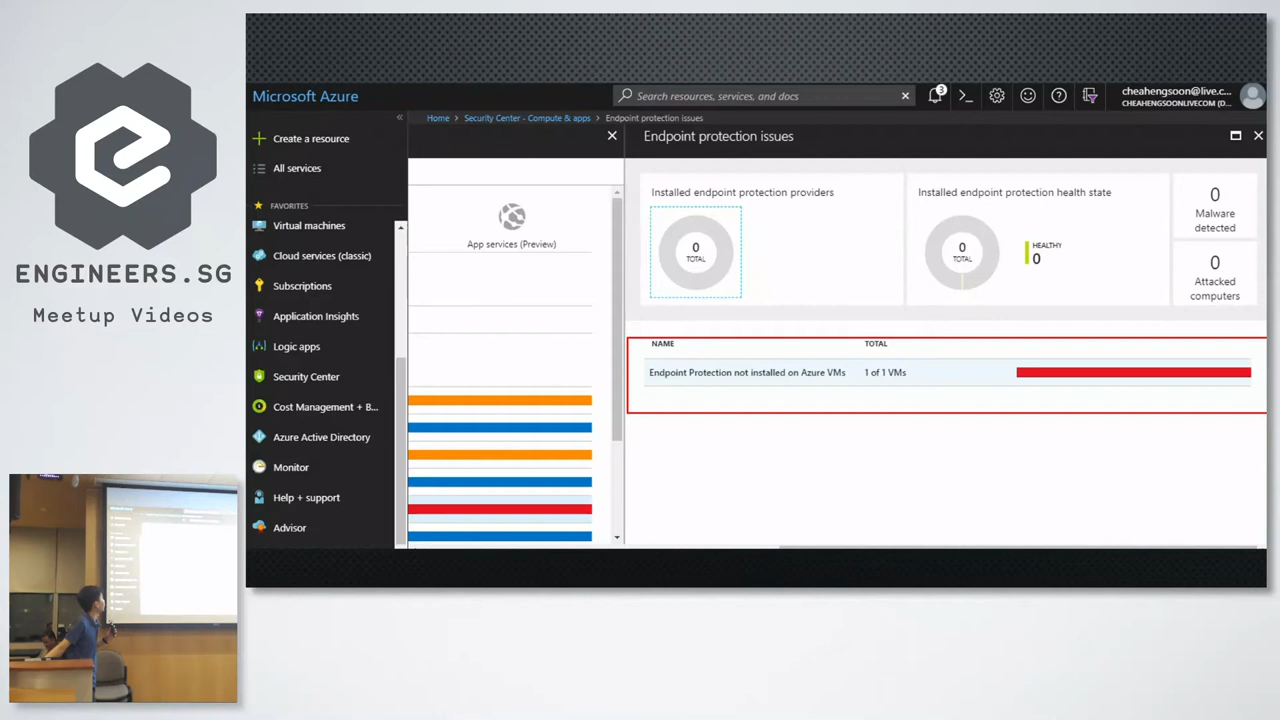 ENGINEERS.SG
Meetup Videos
Microsoft Azure
Search resources, services, and docs
3
cheahengsoon@live.c...
CHEAHENGSOONLIVECOM (D...
Home > Security Center - Compute & apps > Endpoint protection issues
Create a resource
All services
FAVORITES
Virtual machines
Cloud services (classic)
Subscriptions
Application Insights
Logic apps
Security Center
Cost Management + B...
Azure Active Directory
Monitor
Help + support
Advisor
App services (Preview)
Endpoint protection issues
Installed endpoint protection providers
0
TOTAL
Installed endpoint protection health state
0
TOTAL
HEALTHY
0
0
Malware
detected
0
Attacked
computers
NAME TOTAL
Endpoint Protection not installed on Azure VMs 1 of 1 VMs